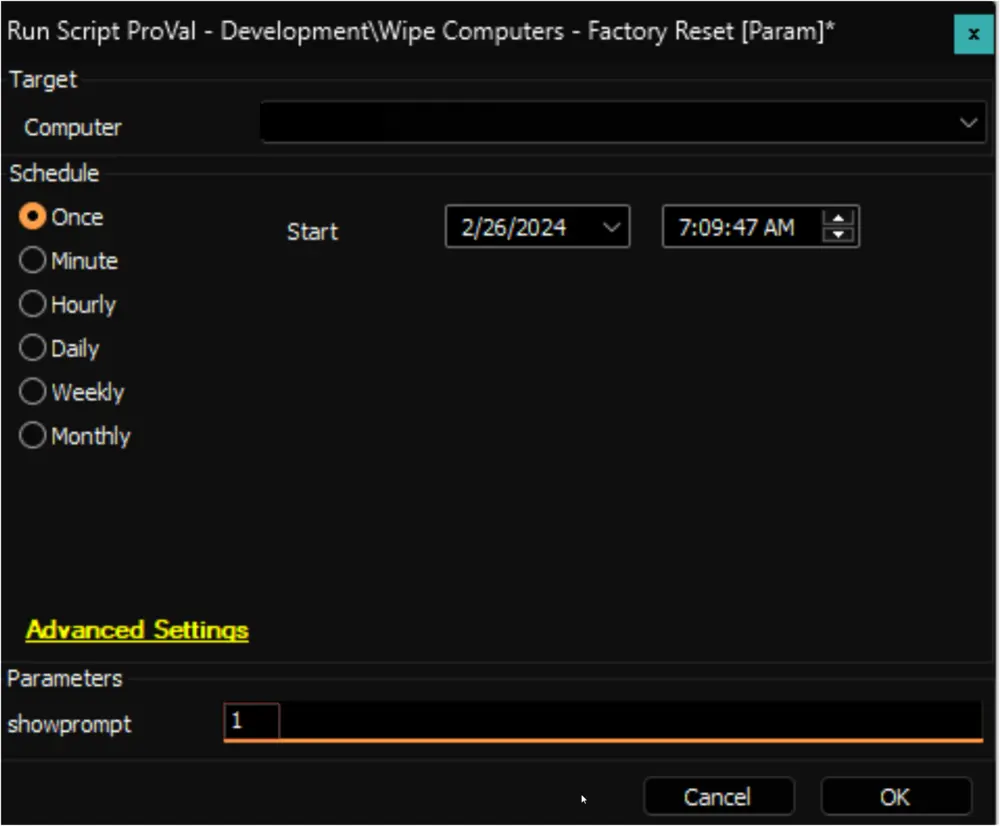 Run Script ProVal - Development\Wipe Computers - Factory Reset [Param]*
x
Target
Computer
Schedule
Once
Start
2/26/2024
7:09:47 AM
Minute
Hourly
Daily
Weekly
Monthly
Advanced Settings
Parameters
showprompt
1
Cancel
OK